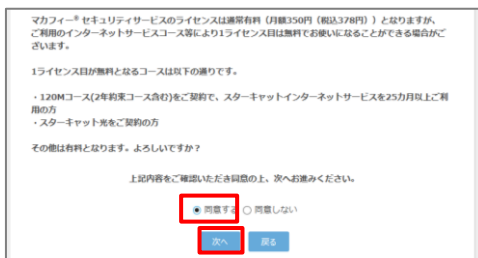 マカフィー® セキュリティサービスのライセンスは通常有料（月額350円（税込378円））となりますが、
ご利用のインターネットサービスコース等により1ライセンス目は無料でお使いになることができる場合がご
ざいます。
1ライセンス目が無料となるコースは以下の通りです。
・120Mコース(2年約束コース含む)をご契約で、スターキャットインターネットサービスを25カ月以上ご利
用の方
・スターキャット光をご契約の方
その他は有料となります。よろしいですか？
上記内容をご確認いただき同意の上、次へお進みください。
同意する 同意しない
次へ 戻る